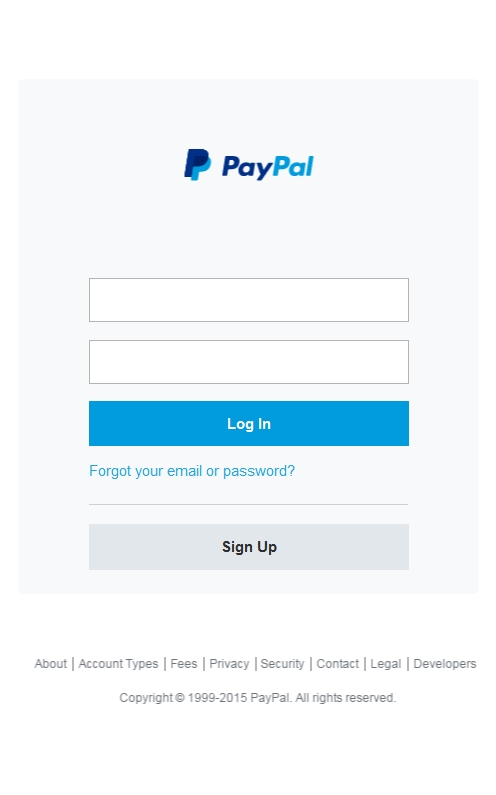 PayPal
Log In
Forgot your email or password?
Sign Up
About | Account Types | Fees | Privacy | Security | Contact | Legal | Developers
Copyright © 1999-2015 PayPal. All rights reserved.